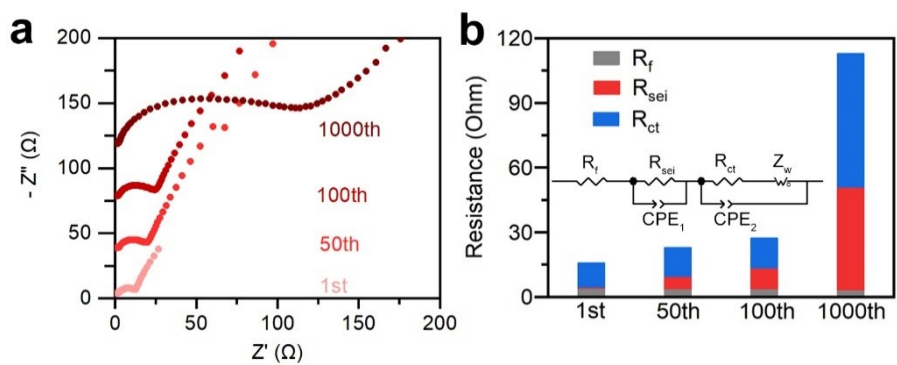 a
- Z" (Ω)
200
150
100
50
0
1000th
100th
50th
1st
0 50 100 150 200
Z' (Ω)
b
Resistance (Ohm)
120
90
60
30
0
Rf
Rsei
Rct
Rf Rsei Rct Zw
CPE1 CPE2
1st 50th 100th 1000th